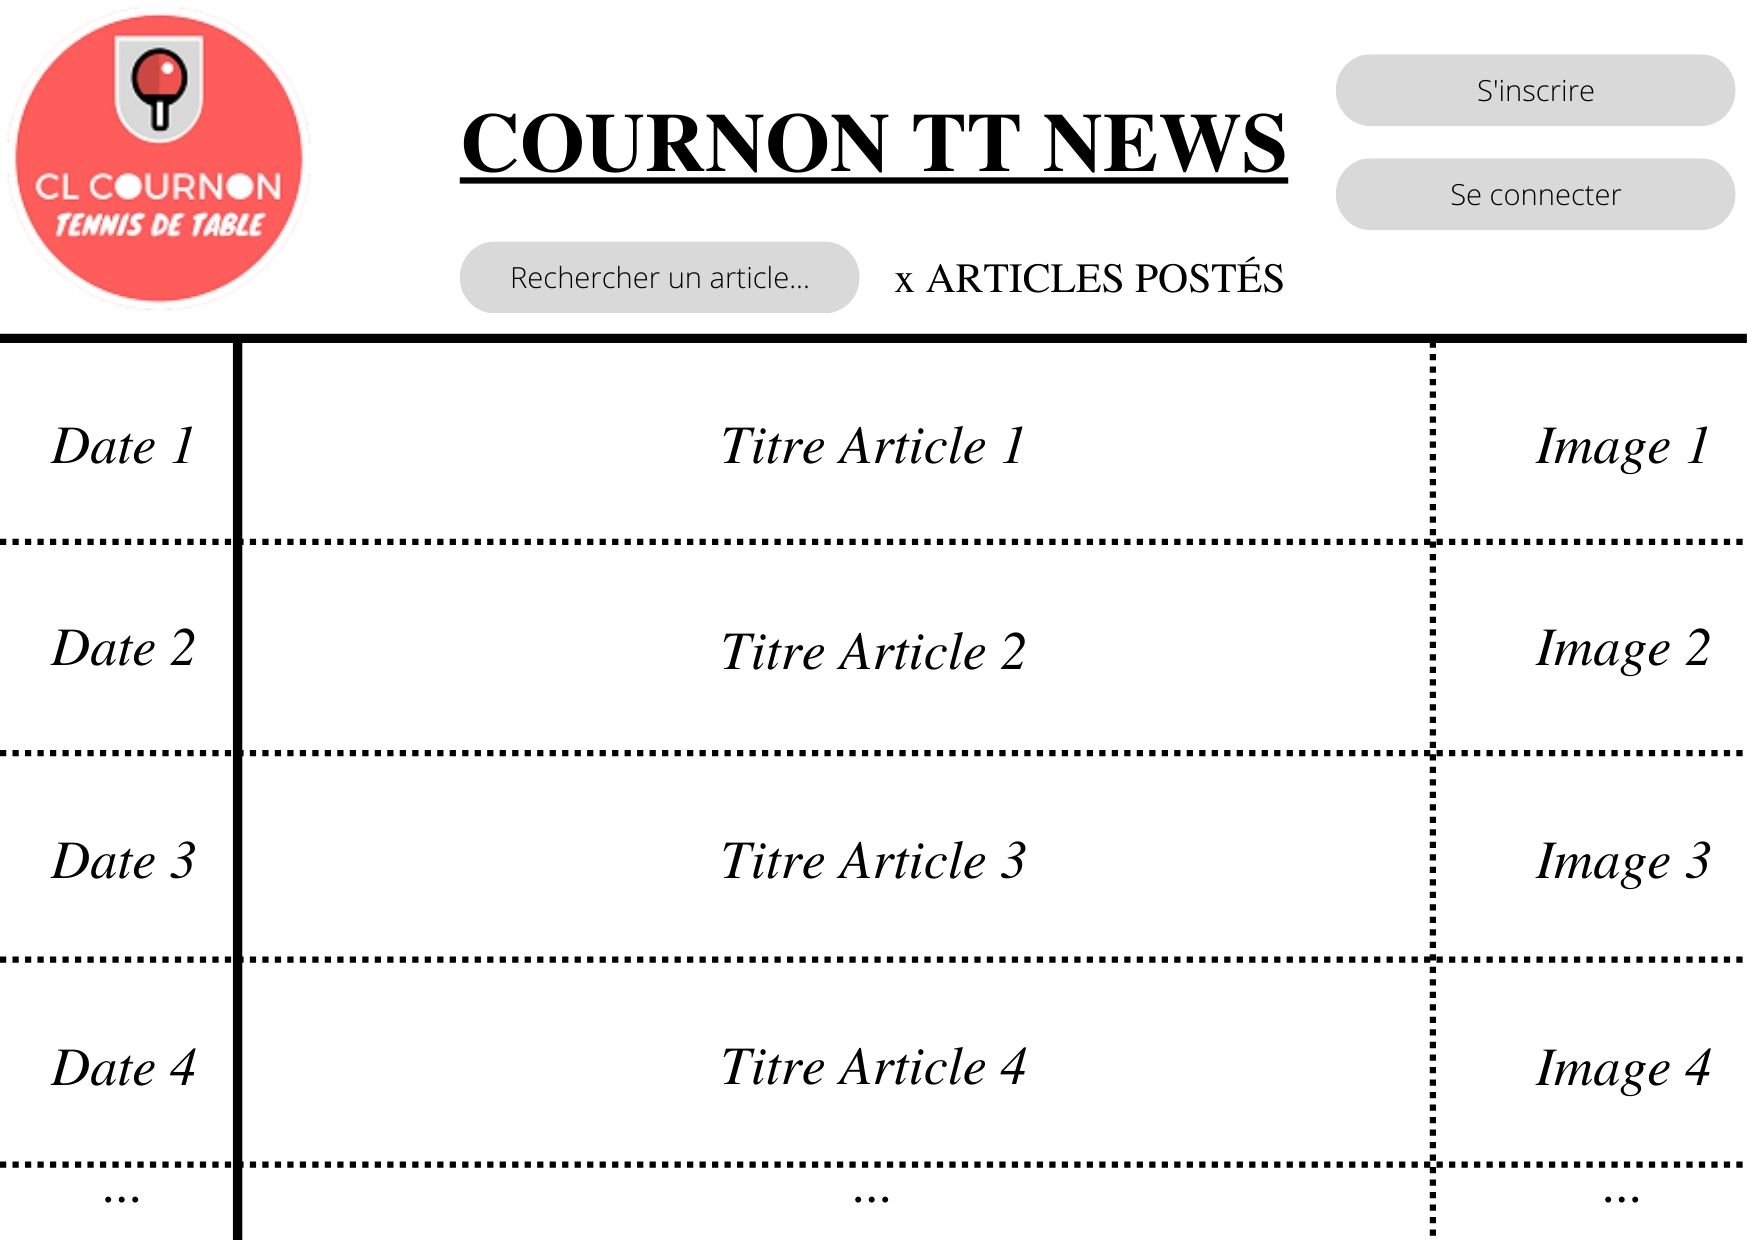 CL COURNON
TENNIS DE TABLE
COURNON TT NEWS
S'inscrire
Se connecter
Rechercher un article...
x ARTICLES POSTÉS
Date 1
Titre Article 1
Image 1
Date 2
Titre Article 2
Image 2
Date 3
Titre Article 3
Image 3
Date 4
Titre Article 4
Image 4
...
...
...